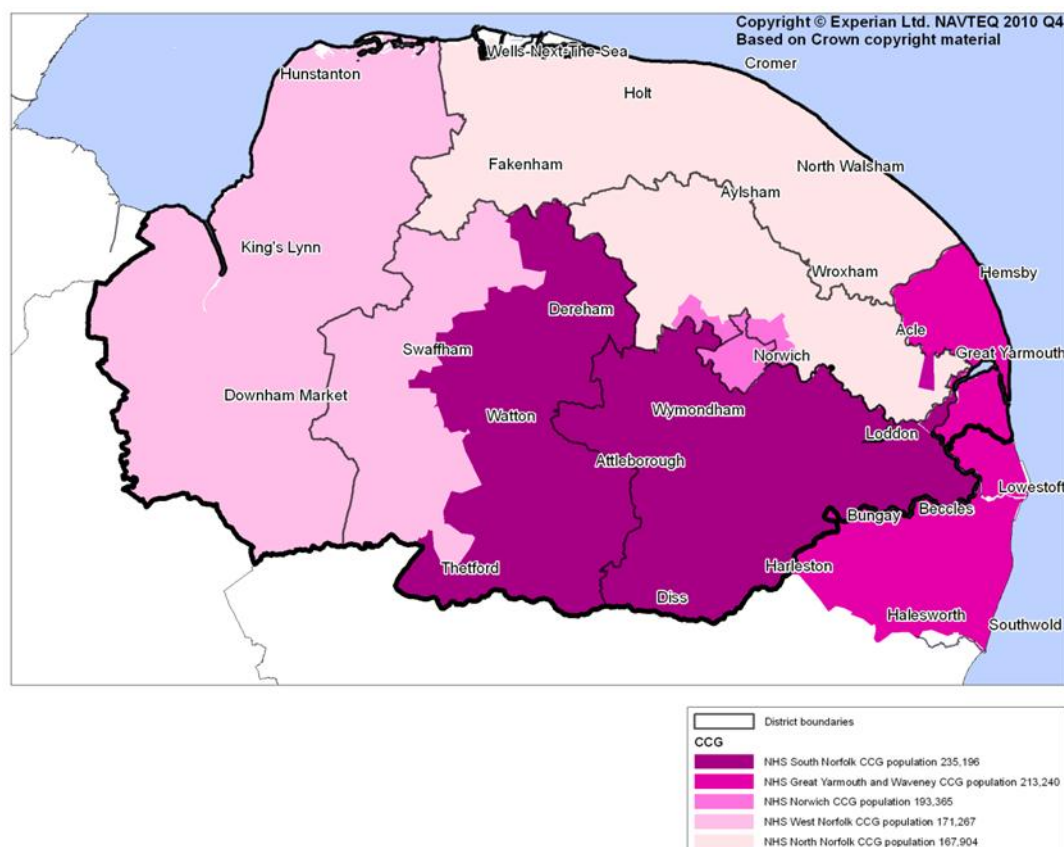 Copyright © Experian Ltd. NAVTEQ 2010 Q4
Based on Crown copyright material
Wells-Next-The-Sea
Cromer
Hunstanton
Holt
Fakenham
North Walsham
Aylsham
King's Lynn
Wroxham
Hemsby
Dereham
Acle
Swaffham
Norwich
Great Yarmouth
Downham Market
Watton
Wymondham
Loddon
Attleborough
Lowestoft
Beccles
Bungay
Thetford
Harleston
Diss
Halesworth
Southwold
District boundaries
CCG
NHS South Norfolk CCG population 235,196
NHS Great Yarmouth and Waveney CCG population 213,240
NHS Norwich CCG population 193,365
NHS West Norfolk CCG population 171,267
NHS North Norfolk CCG population 167,904